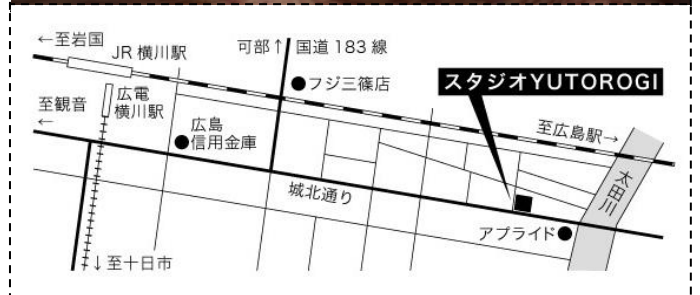 ←至岩国
JR 横川駅
可部↑
国道 183 線
フジ三篠店
スタジオYUTOROGI
至観音
←
広電
横川駅
広島
信用金庫
至広島駅→
城北通り
太田川
アプライド
↓至十日市